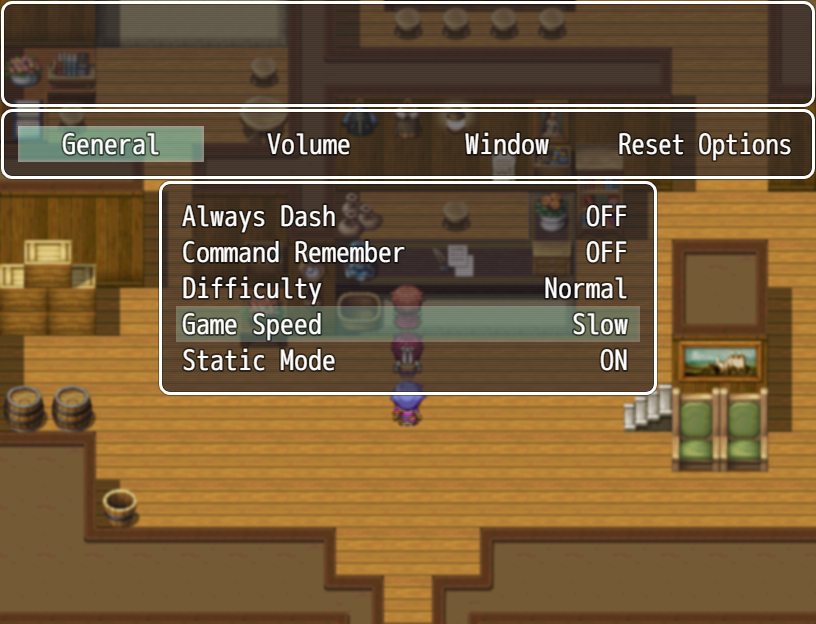 General Volume Window Reset Options
Always Dash OFF
Command Remember OFF
Difficulty Normal
Game Speed Slow
Static Mode ON